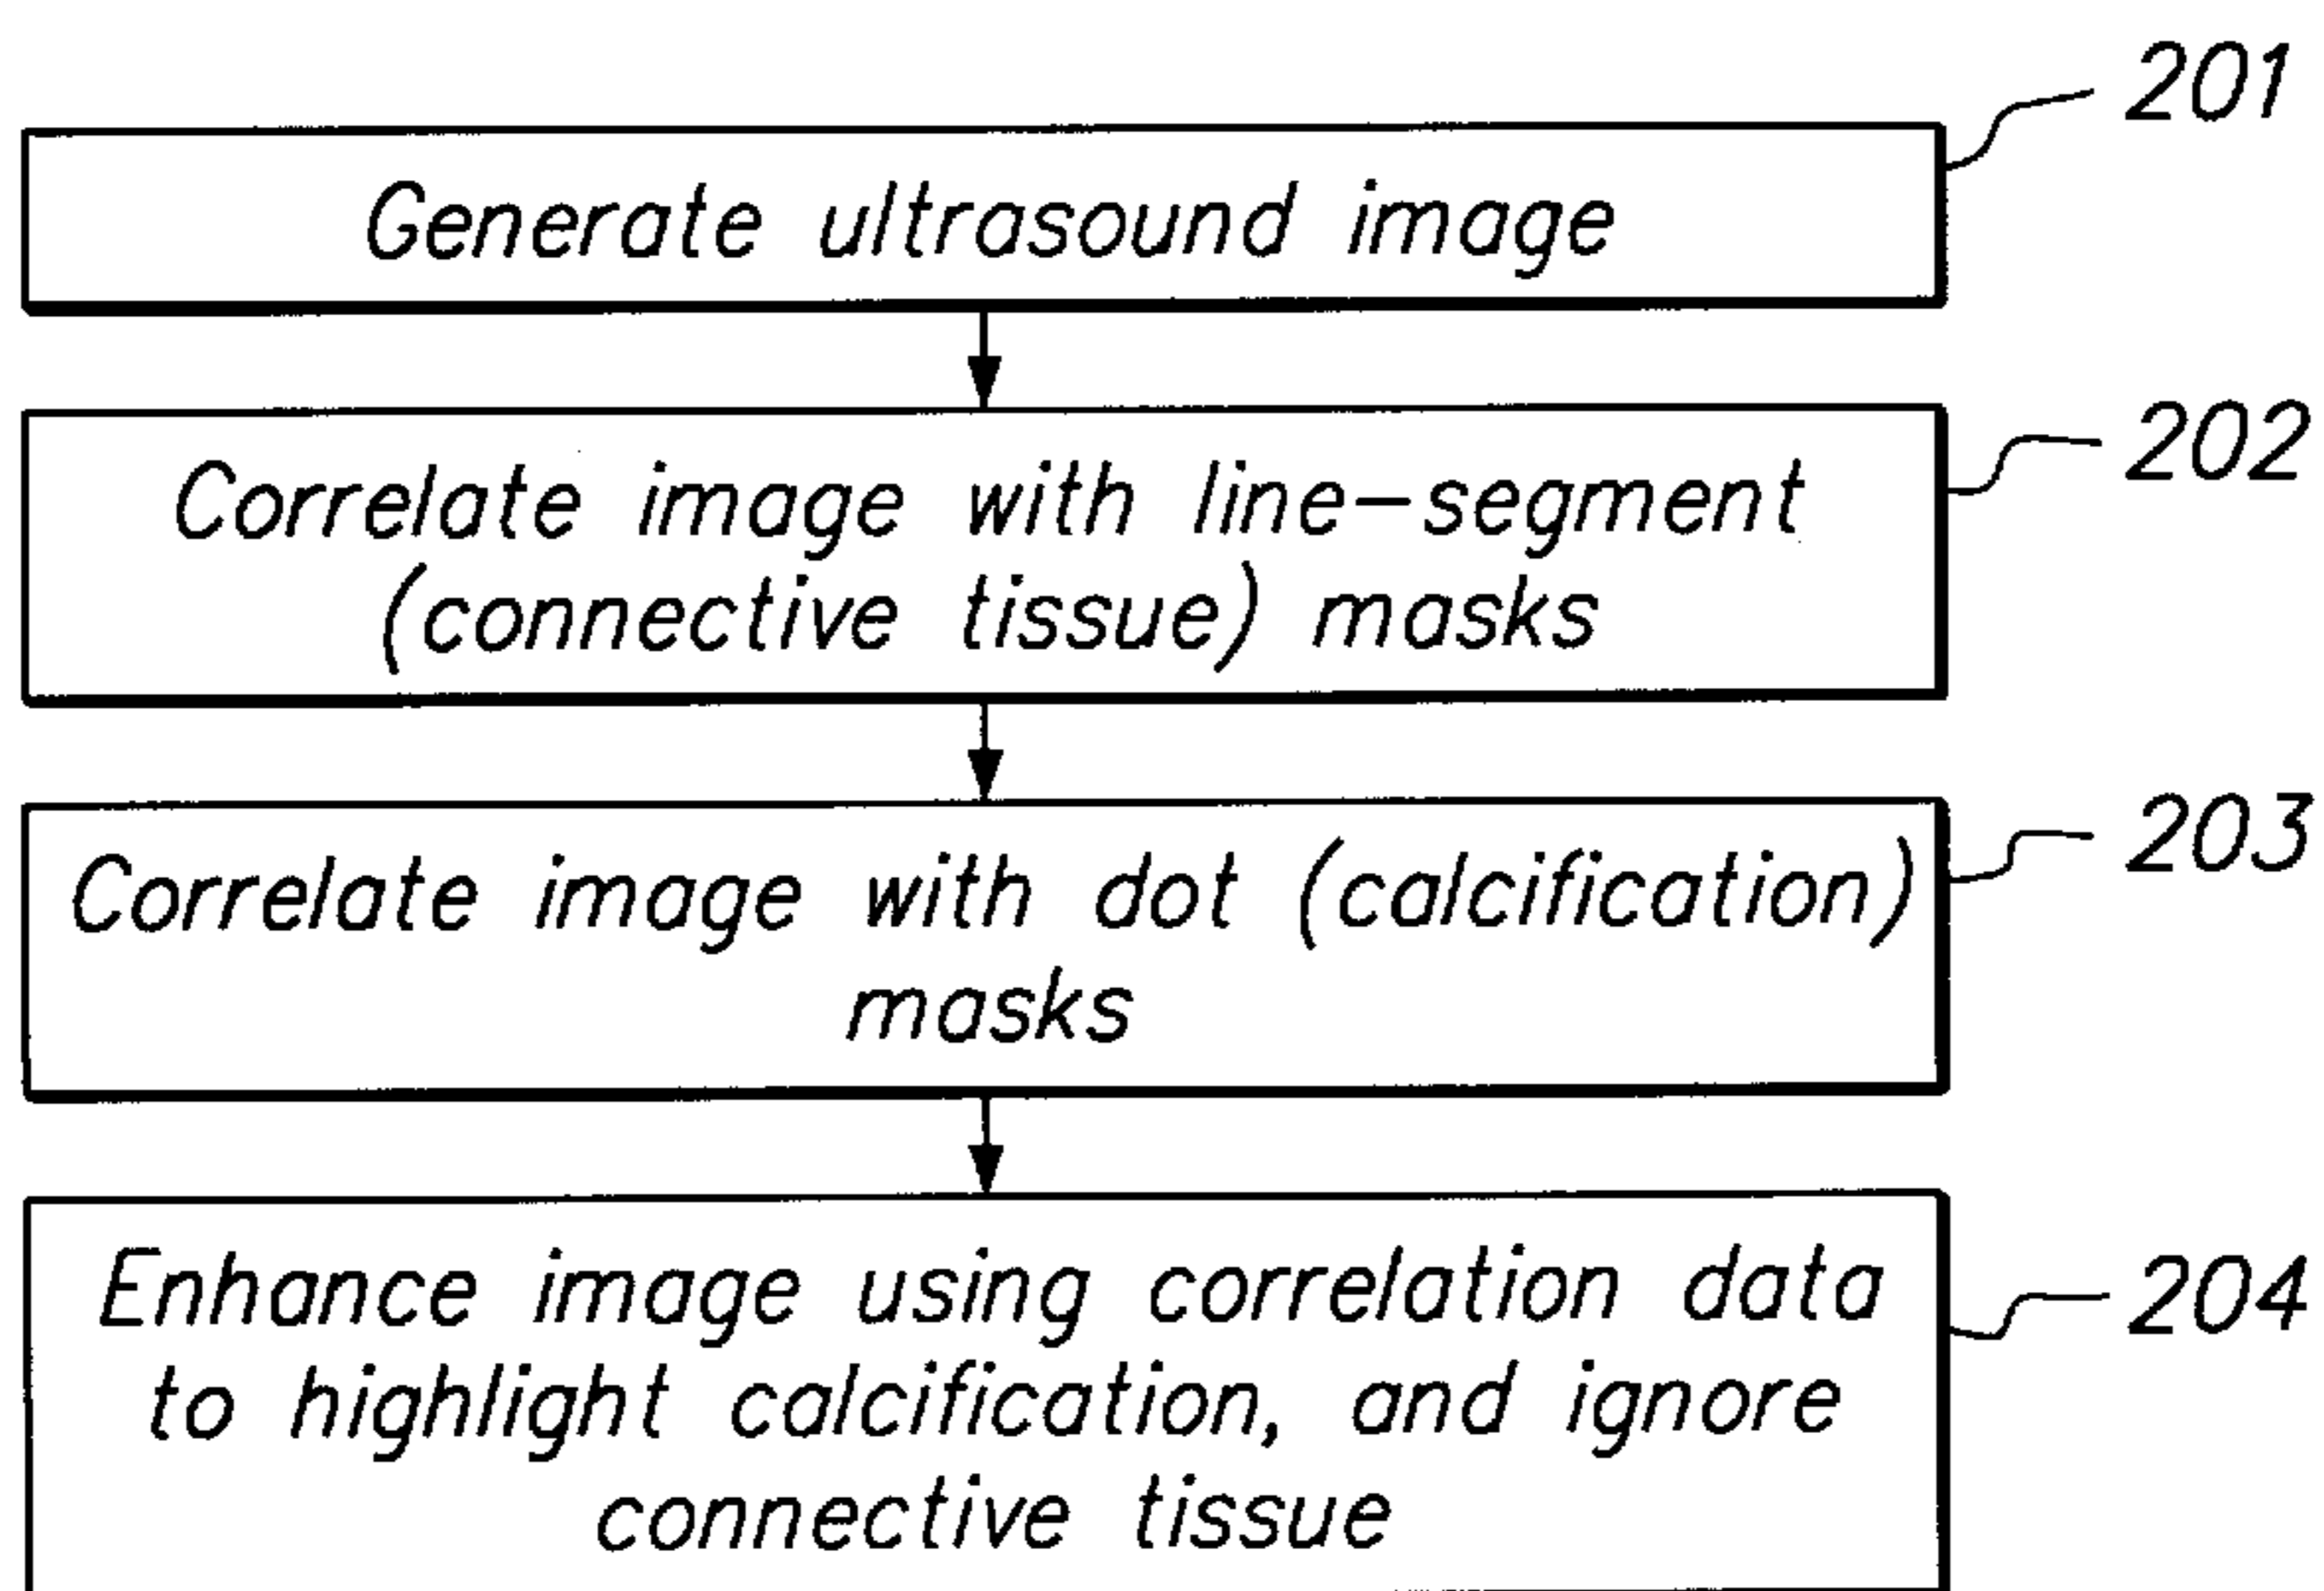 201
Generate ultrasound image
202
Correlate image with line-segment
(connective tissue) masks
203
Correlate image with dot (calcification)
masks
204
Enhance image using correlation data
to highlight calcification, and ignore
connective tissue